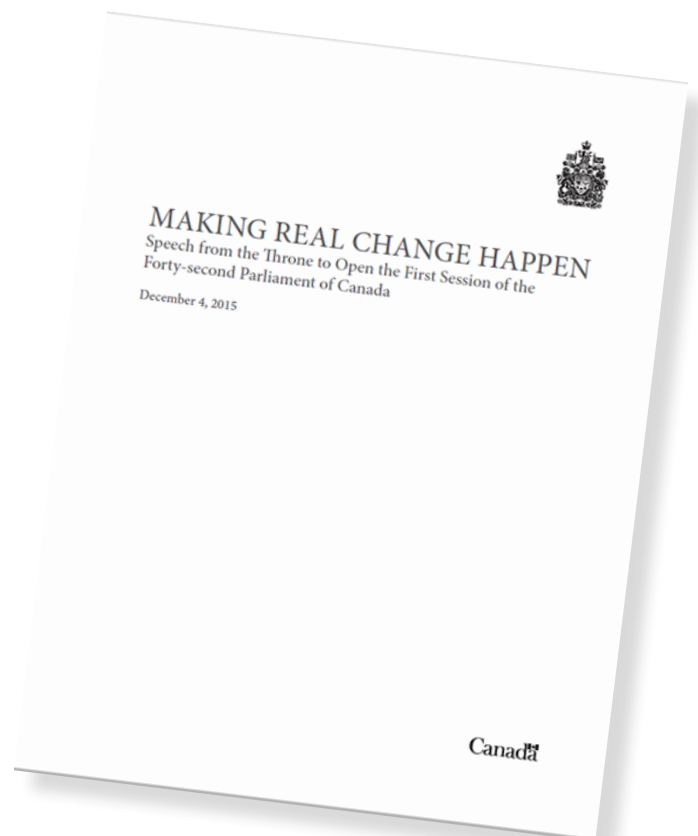 MAKING REAL CHANGE HAPPEN
Speech from the Throne to Open the First Session of the
Forty-second Parliament of Canada
December 4, 2015
Canada